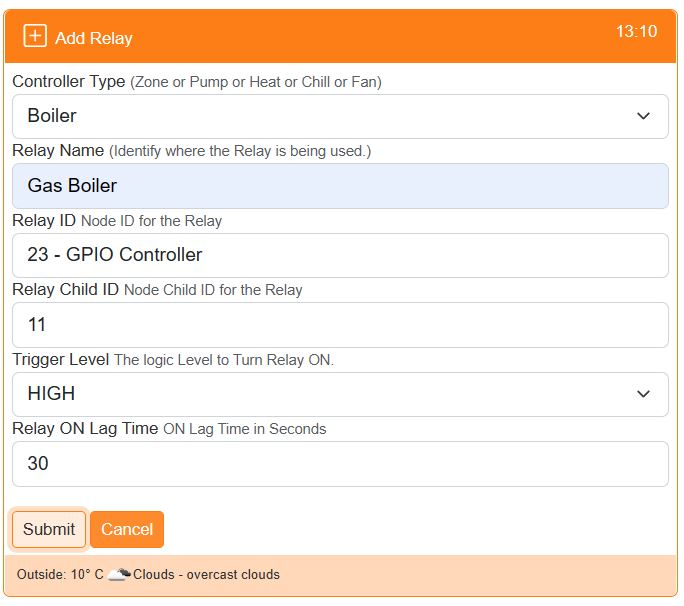 Add Relay
13:10
Controller Type (Zone or Pump or Heat or Chill or Fan)
Boiler
Relay Name (Identify where the Relay is being used.)
Gas Boiler
Relay ID Node ID for the Relay
23 - GPIO Controller
Relay Child ID Node Child ID for the Relay
11
Trigger Level The logic Level to Turn Relay ON.
HIGH
Relay ON Lag Time ON Lag Time in Seconds
30
Submit Cancel
Outside: 10° C Clouds - overcast clouds